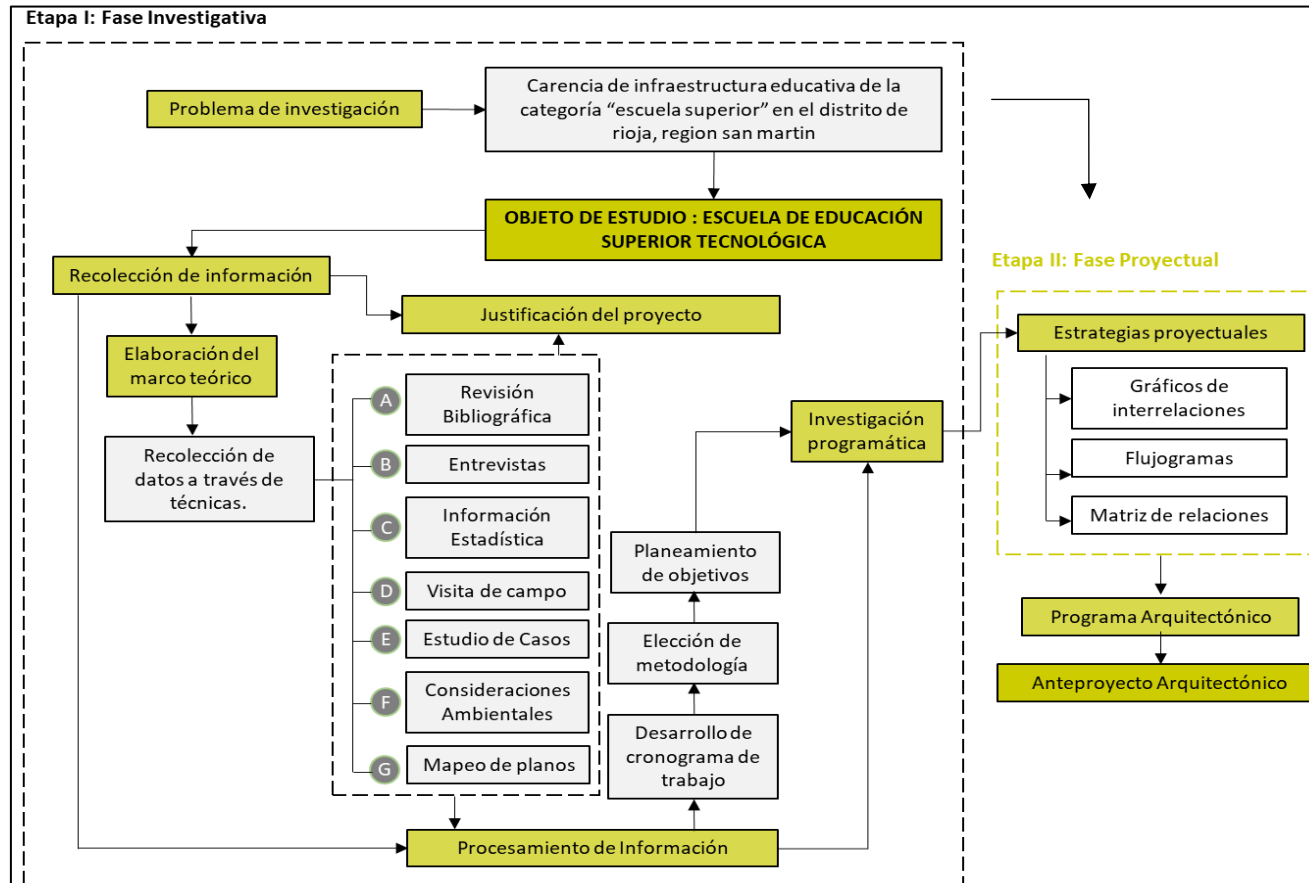 Etapa I: Fase Investigativa
Problema de investigación
Carencia de infraestructura educativa de la
categoría “escuela superior” en el distrito de
rioja, region san martin
OBJETO DE ESTUDIO : ESCUELA DE EDUCACIÓN
SUPERIOR TECNOLÓGICA
Recolección de información
Justificación del proyecto
Elaboración del
marco teórico
Recolección de
datos a través de
técnicas.
A
Revisión
Bibliográfica
B
Entrevistas
C
Información
Estadística
D
Visita de campo
E
Estudio de Casos
F
Consideraciones
Ambientales
G
Mapeo de planos
Procesamiento de Información
Desarrollo de
cronograma de
trabajo
Elección de
metodología
Planeamiento
de objetivos
Investigación
programática
Etapa II: Fase Proyectual
Estrategias proyectuales
Gráficos de
interrelaciones
Flujogramas
Matriz de relaciones
Programa Arquitectónico
Anteproyecto Arquitectónico